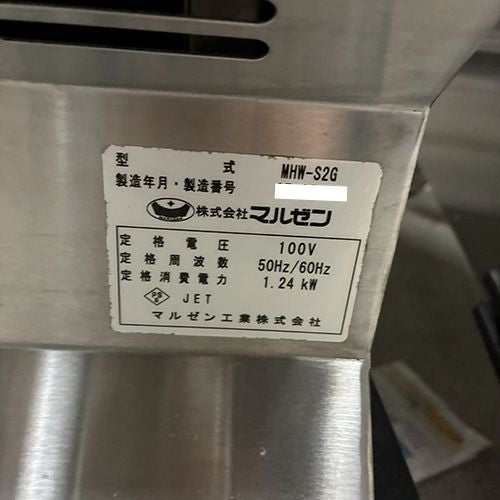 型 式 MHW-S2G
製造年月・製造番号
株式会社マルゼン
定格電圧 100V
定格周波数 50Hz/60Hz
定格消費電力 1.24 kW
PS E JET
マルゼン工業株式会社